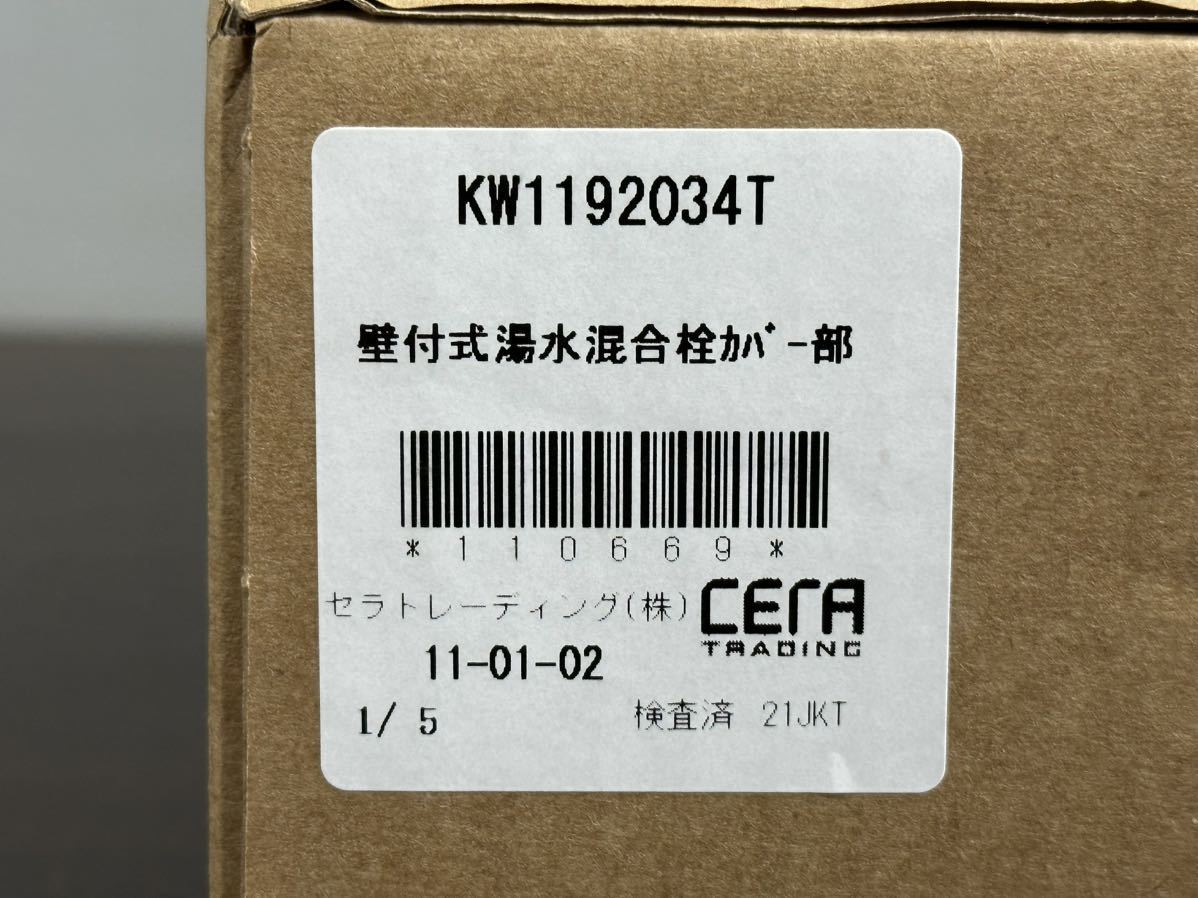 KW1192034T
壁付式湯水混合栓ｶﾊﾞｰ部
*110669*
セラトレーディング(株) CERA
TRADING
11-01-02
1/ 5 検査済 21JKT